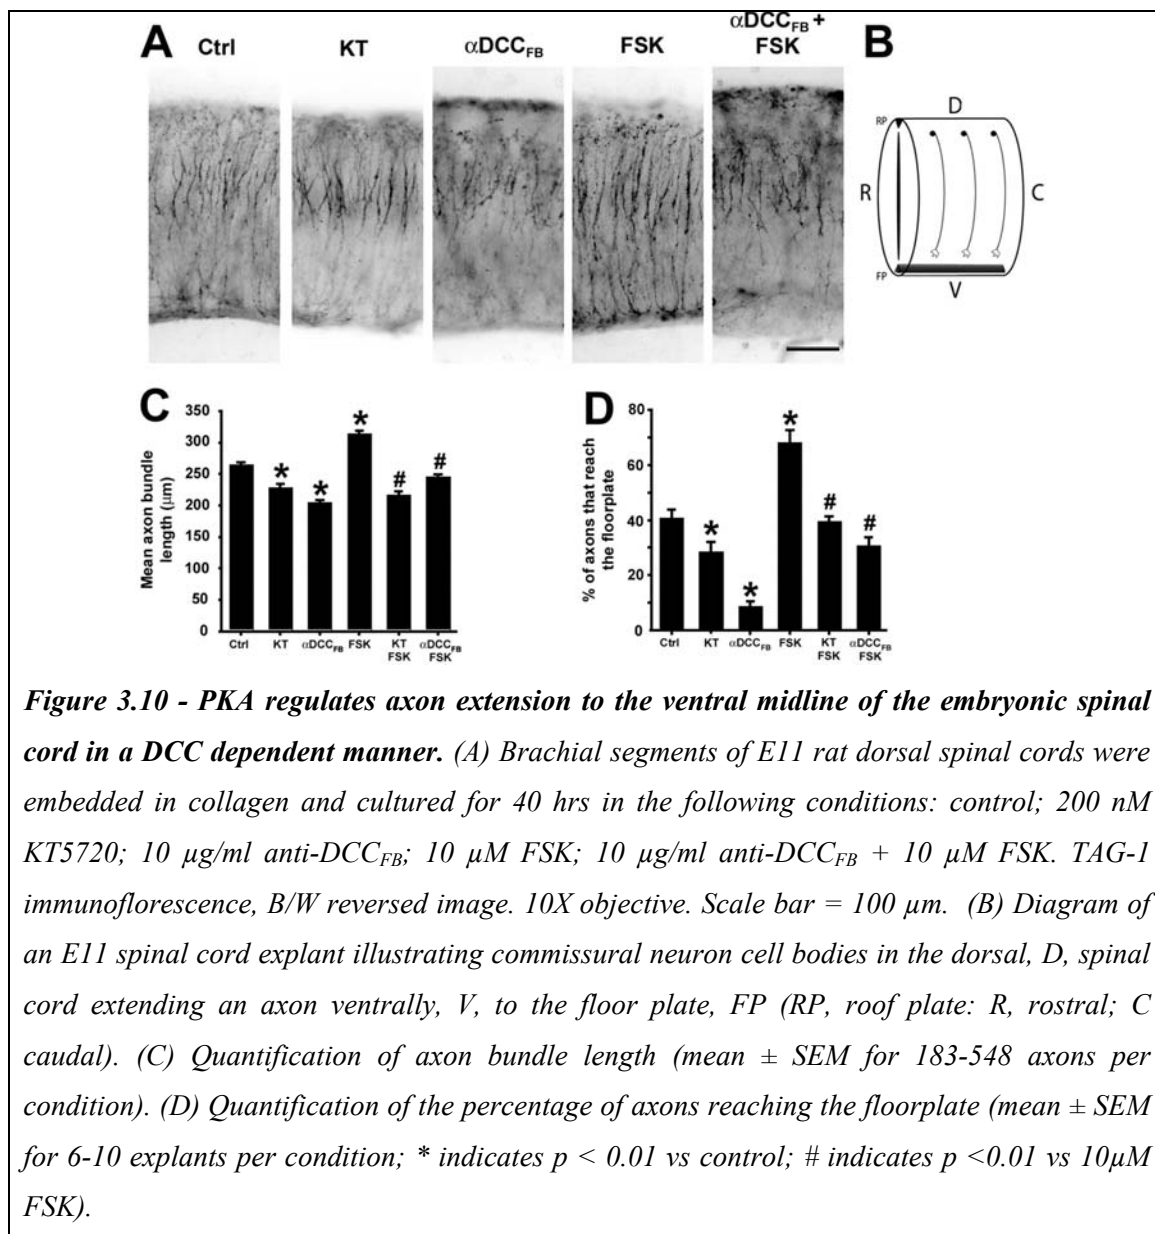 A
Ctrl
KT
αDCCFB
FSK
αDCCFB +
FSK
B
D
RP
R
C
FP
V
C
Mean axon bundle
length (µm)
350
300
250
200
150
100
50
0
*
*
*
#
#
Ctrl
KT
αDCCFB
FSK
KT
FSK
αDCCFB
FSK
D
% of axons that reach
the floorplate
80
60
40
20
0
*
*
*
#
#
Ctrl
KT
αDCCFB
FSK
KT
FSK
αDCCFB
FSK
Figure 3.10 - PKA regulates axon extension to the ventral midline of the embryonic spinal
cord in a DCC dependent manner. (A) Brachial segments of E11 rat dorsal spinal cords were
embedded in collagen and cultured for 40 hrs in the following conditions: control; 200 nM
KT5720; 10 µg/ml anti-DCCFB; 10 µM FSK; 10 µg/ml anti-DCCFB + 10 µM FSK. TAG-1
immunoflorescence, B/W reversed image. 10X objective. Scale bar = 100 µm. (B) Diagram of
an E11 spinal cord explant illustrating commissural neuron cell bodies in the dorsal, D, spinal
cord extending an axon ventrally, V, to the floor plate, FP (RP, roof plate: R, rostral; C
caudal). (C) Quantification of axon bundle length (mean ± SEM for 183-548 axons per
condition). (D) Quantification of the percentage of axons reaching the floorplate (mean ± SEM
for 6-10 explants per condition; * indicates p < 0.01 vs control; # indicates p <0.01 vs 10µM
FSK).